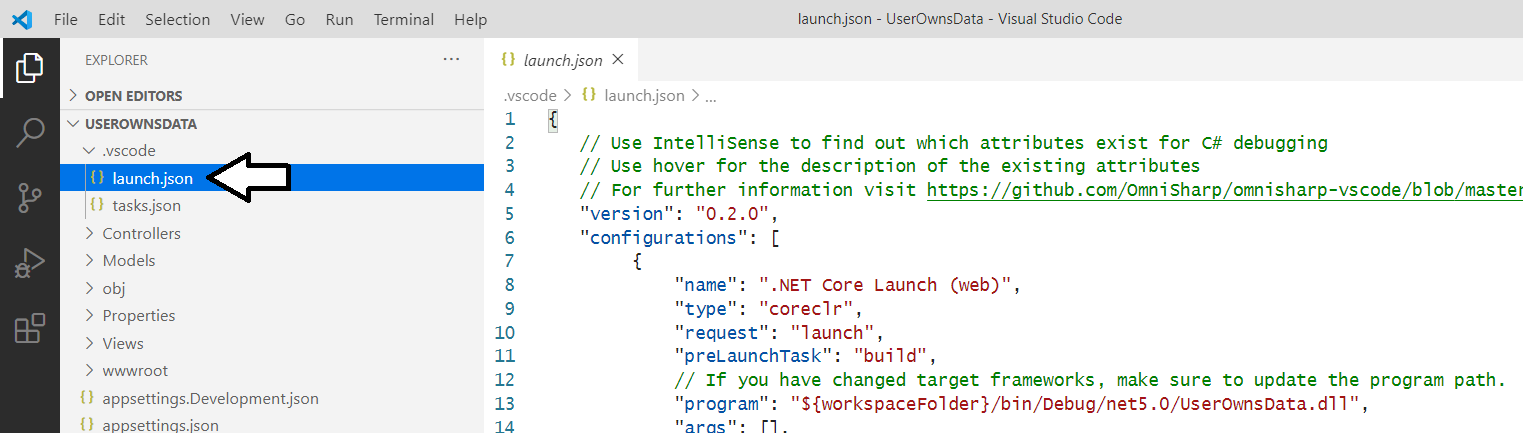 File Edit Selection View Go Run Terminal Help
launch.json - UserOwnsData - Visual Studio Code
EXPLORER
OPEN EDITORS
USEROWNSDATA
.vscode
launch.json
tasks.json
Controllers
Models
obj
Properties
Views
wwwroot
appsettings.Development.json
appsettings.json
launch.json
.vscode > {} launch.json > ...
1 {
2 // Use IntelliSense to find out which attributes exist for C# debugging
3 // Use hover for the description of the existing attributes
4 // For further information visit https://github.com/OmniSharp/omnisharp-vscode/blob/master
5 "version": "0.2.0",
6 "configurations": [
7 {
8 "name": ".NET Core Launch (web)",
9 "type": "coreclr",
10 "request": "launch",
11 "preLaunchTask": "build",
12 // If you have changed target frameworks, make sure to update the program path.
13 "program": "${workspaceFolder}/bin/Debug/net5.0/UserOwnsData.dll",
14 "args": [],